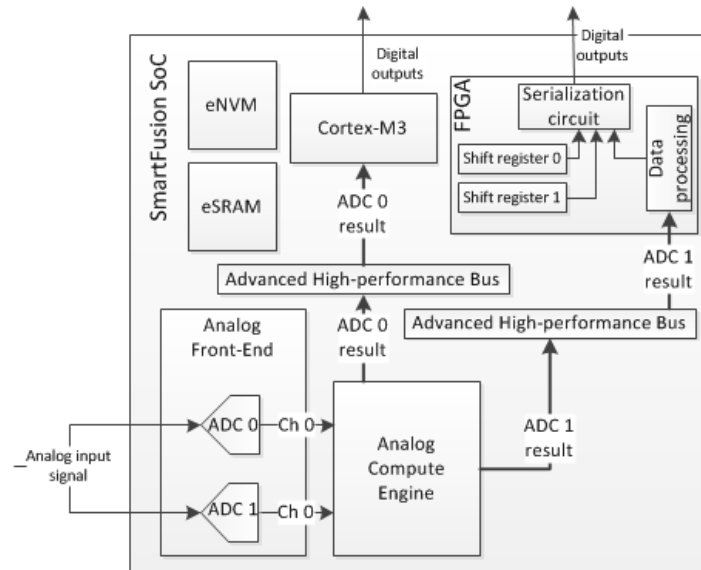 Digital
outputs
Digital
outputs
SmartFusion SoC
eNVM
eSRAM
Cortex-M3
FPGA
Serialization
circuit
Shift register 0
Shift register 1
Data
processing
ADC 0
result
ADC 1
result
Advanced High-performance Bus
Advanced High-performance Bus
ADC 0
result
Analog
Front-End
ADC 0
Ch 0
ADC 1
Ch 0
Analog
Compute
Engine
ADC 1
result
_Analog input
signal